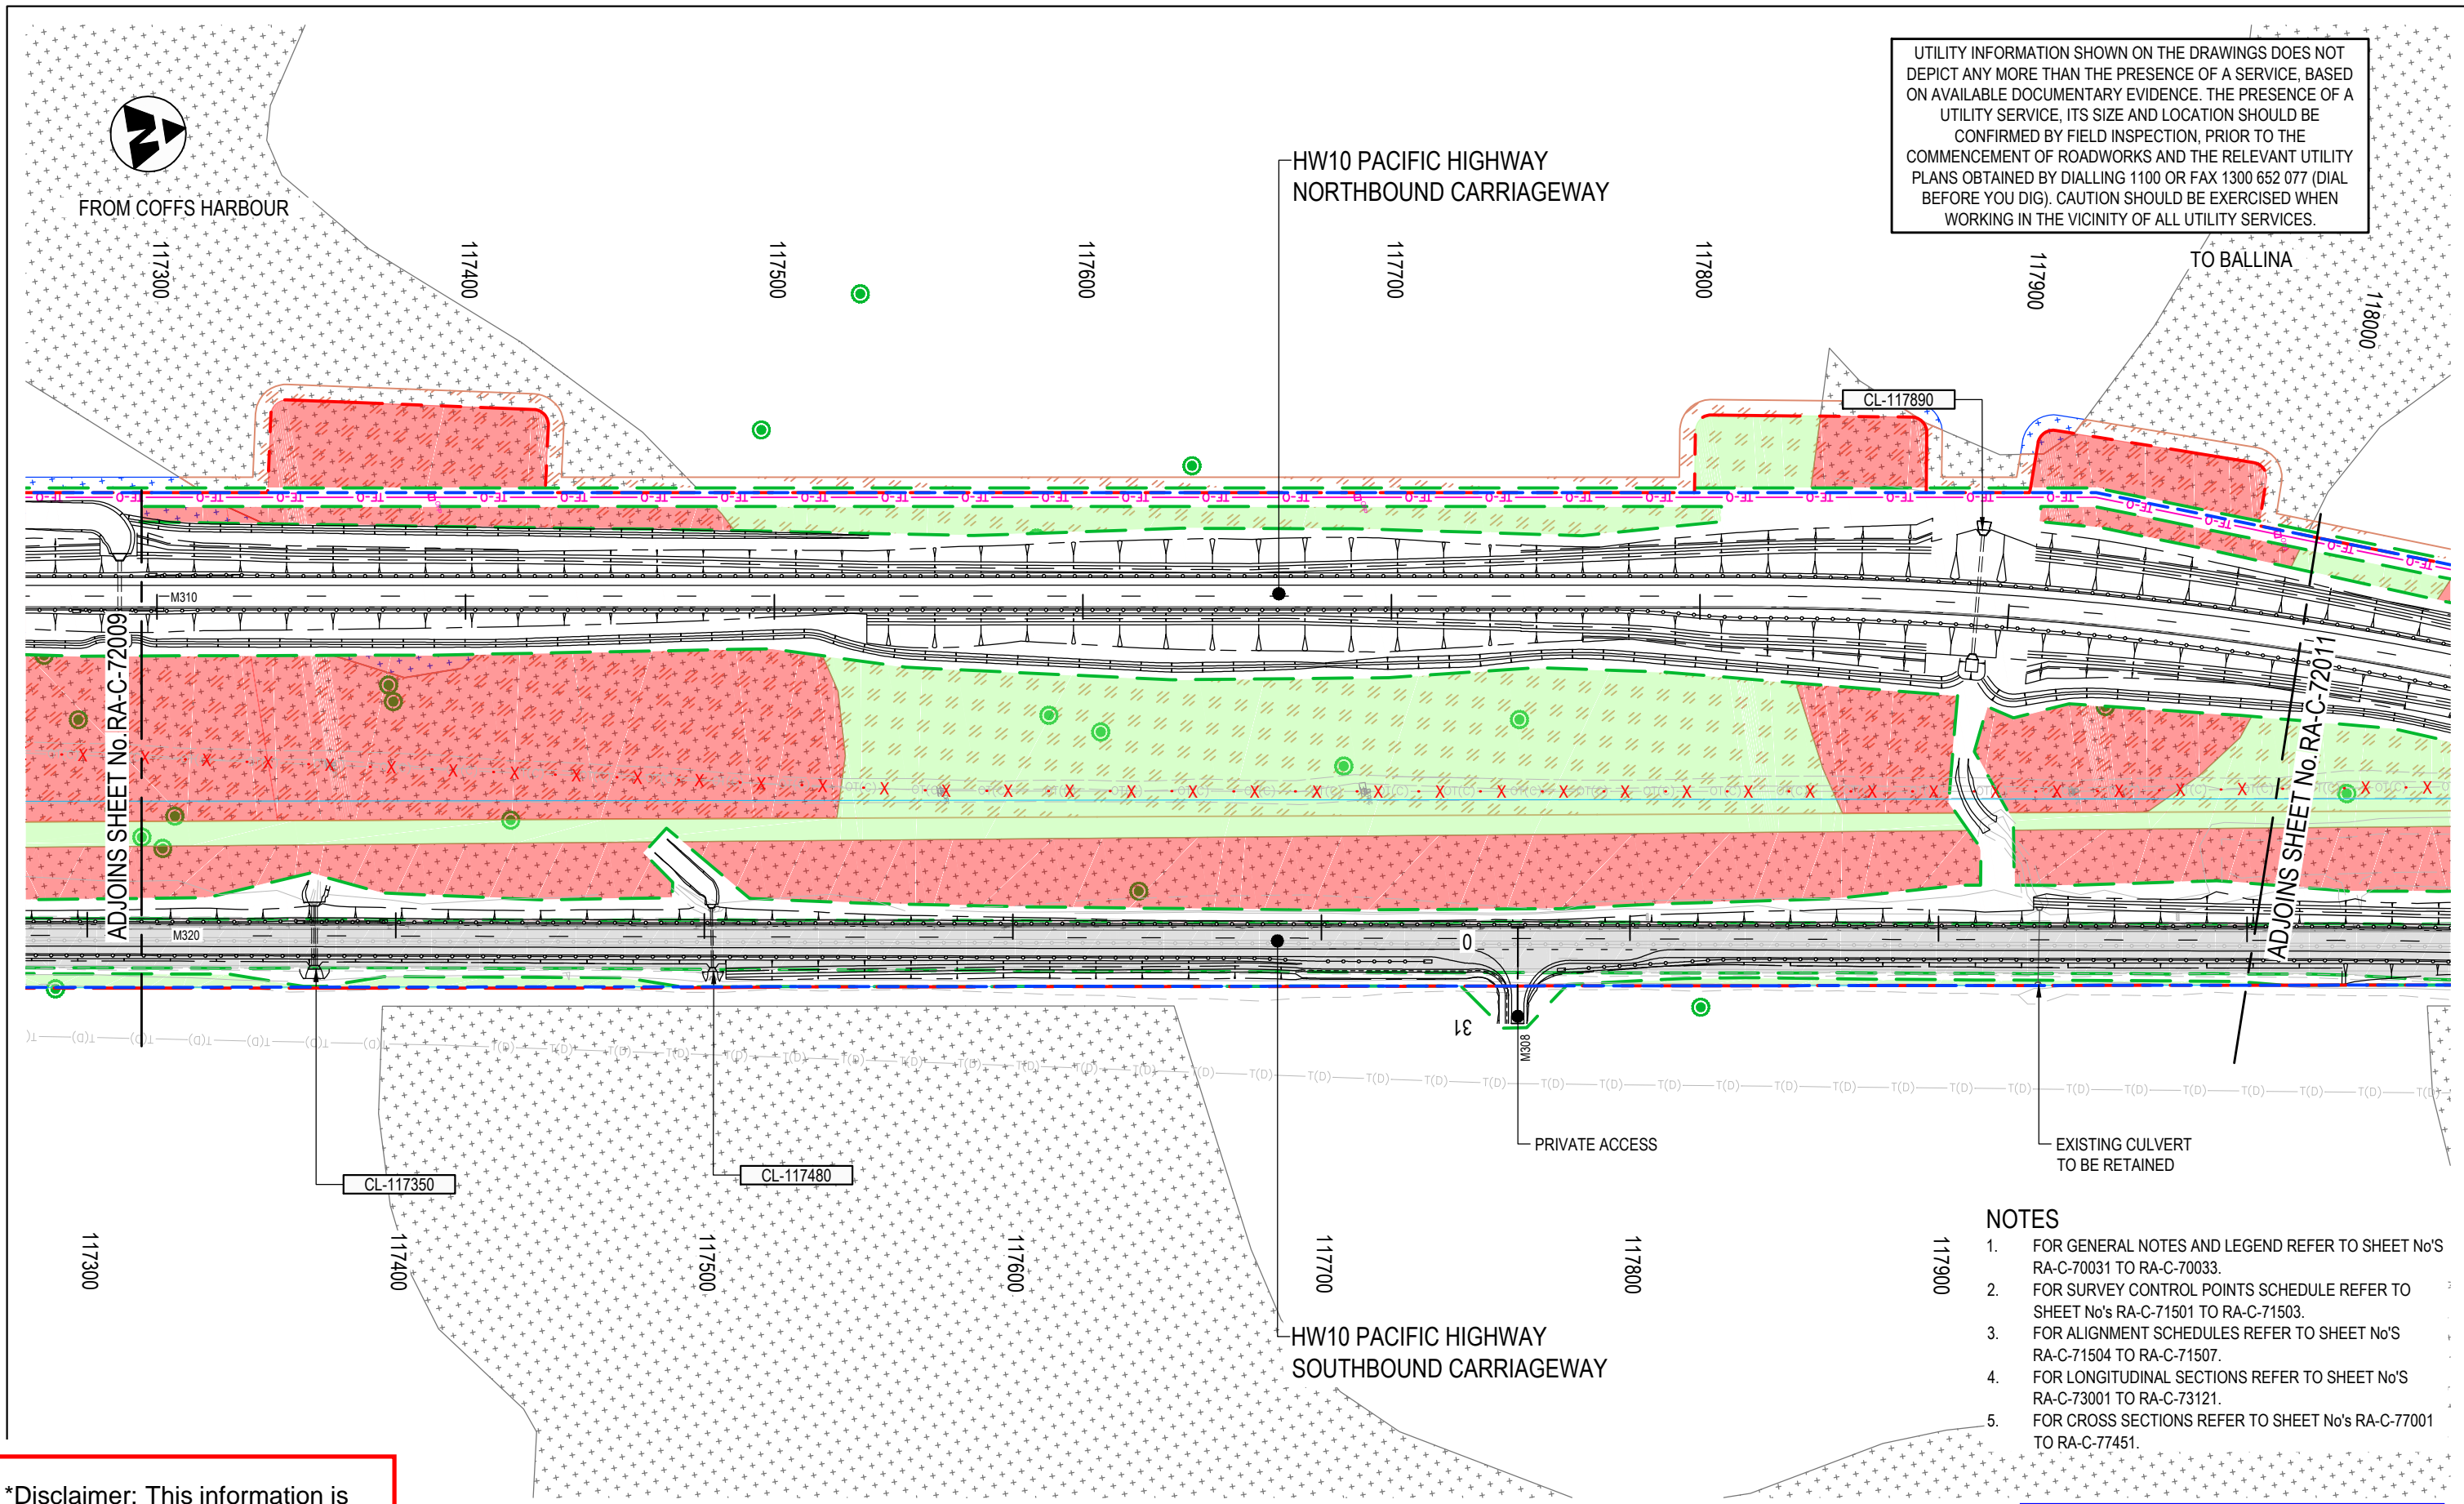 UTILITY INFORMATION SHOWN ON THE DRAWINGS DOES NOT
DEPICT ANY MORE THAN THE PRESENCE OF A SERVICE, BASED
ON AVAILABLE DOCUMENTARY EVIDENCE. THE PRESENCE OF A
UTILITY SERVICE, ITS SIZE AND LOCATION SHOULD BE
CONFIRMED BY FIELD INSPECTION, PRIOR TO THE
COMMENCEMENT OF ROADWORKS AND THE RELEVANT UTILITY
PLANS OBTAINED BY DIALLING 1100 OR FAX 1300 652 077 (DIAL
BEFORE YOU DIG). CAUTION SHOULD BE EXERCISED WHEN
WORKING IN THE VICINITY OF ALL UTILITY SERVICES.
N
FROM COFFS HARBOUR
TO BALLINA
HW10 PACIFIC HIGHWAY
NORTHBOUND CARRIAGEWAY
117300
117400
117500
117600
117700
117800
117900
118000
CL-117890
M310
ADJOINS SHEET No.RA-C-72009
ADJOINS SHEET No.RA-C-72011
M320
0
31
M308
PRIVATE ACCESS
EXISTING CULVERT
TO BE RETAINED
CL-117350
CL-117480
117300
117400
117500
117600
117700
117800
117900
HW10 PACIFIC HIGHWAY
SOUTHBOUND CARRIAGEWAY
NOTES
1. FOR GENERAL NOTES AND LEGEND REFER TO SHEET No'S
RA-C-70031 TO RA-C-70033.
2. FOR SURVEY CONTROL POINTS SCHEDULE REFER TO
SHEET No's RA-C-71501 TO RA-C-71503.
3. FOR ALIGNMENT SCHEDULES REFER TO SHEET No'S
RA-C-71504 TO RA-C-71507.
4. FOR LONGITUDINAL SECTIONS REFER TO SHEET No'S
RA-C-73001 TO RA-C-73121.
5. FOR CROSS SECTIONS REFER TO SHEET No's RA-C-77001
TO RA-C-77451.
*Disclaimer: This information is